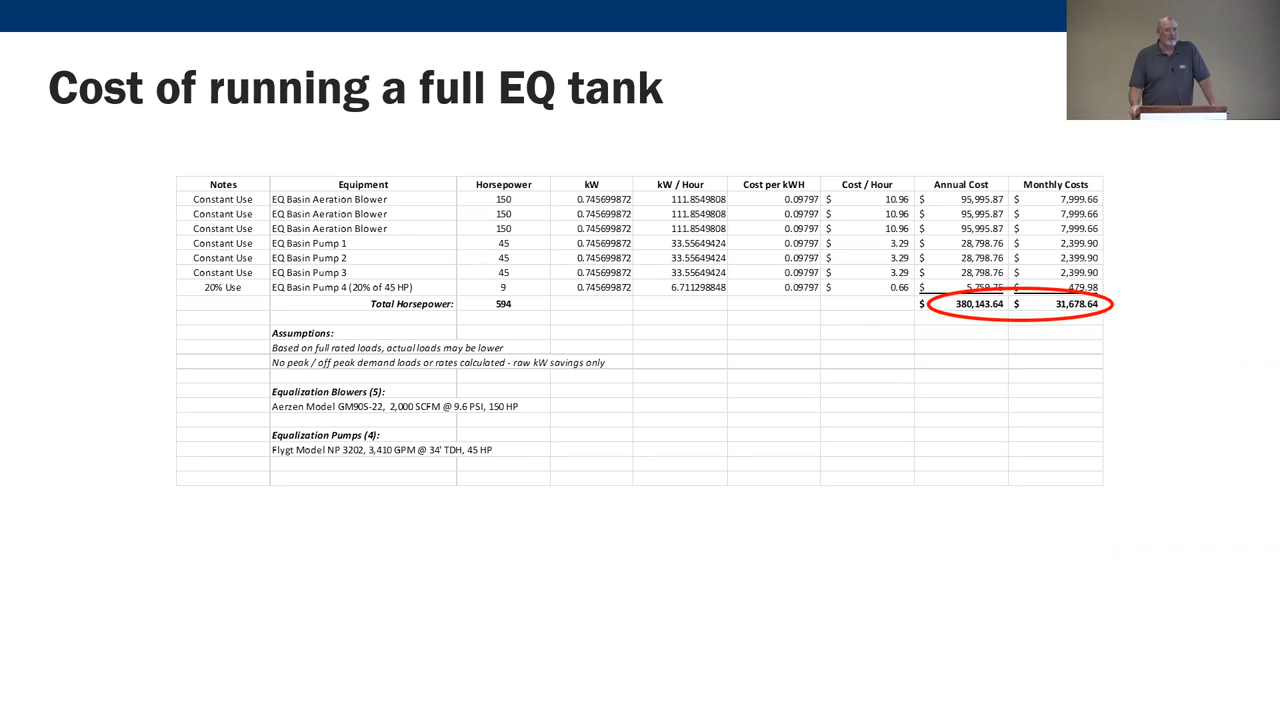 Cost of running a full EQ tank
Notes Equipment Horsepower kW kW / Hour Cost per kWH Cost / Hour Annual Cost Monthly Costs
Constant Use EQ Basin Aeration Blower 150 0.745699872 111.8549808 0.09797 $ 10.96 $ 95,995.87 $ 7,999.66
Constant Use EQ Basin Aeration Blower 150 0.745699872 111.8549808 0.09797 $ 10.96 $ 95,995.87 $ 7,999.66
Constant Use EQ Basin Aeration Blower 150 0.745699872 111.8549808 0.09797 $ 10.96 $ 95,995.87 $ 7,999.66
Constant Use EQ Basin Pump 1 45 0.745699872 33.55649424 0.09797 $ 3.29 $ 28,798.76 $ 2,399.90
Constant Use EQ Basin Pump 2 45 0.745699872 33.55649424 0.09797 $ 3.29 $ 28,798.76 $ 2,399.90
Constant Use EQ Basin Pump 3 45 0.745699872 33.55649424 0.09797 $ 3.29 $ 28,798.76 $ 2,399.90
20% Use EQ Basin Pump 4 (20% of 45 HP) 9 0.745699872 6.711298848 0.09797 $ 0.66 $ 5,759.75 $ 479.98
Total Horsepower: 594 $ 380,143.64 $ 31,678.64
Assumptions:
Based on full rated loads, actual loads may be lower
No peak / off peak demand loads or rates calculated - raw kW savings only
Equalization Blowers (5):
Aerzen Model GM90S-22, 2,000 SCFM @ 9.6 PSI, 150 HP
Equalization Pumps (4):
Flygt Model NP 3202, 3,410 GPM @ 34' TDH, 45 HP